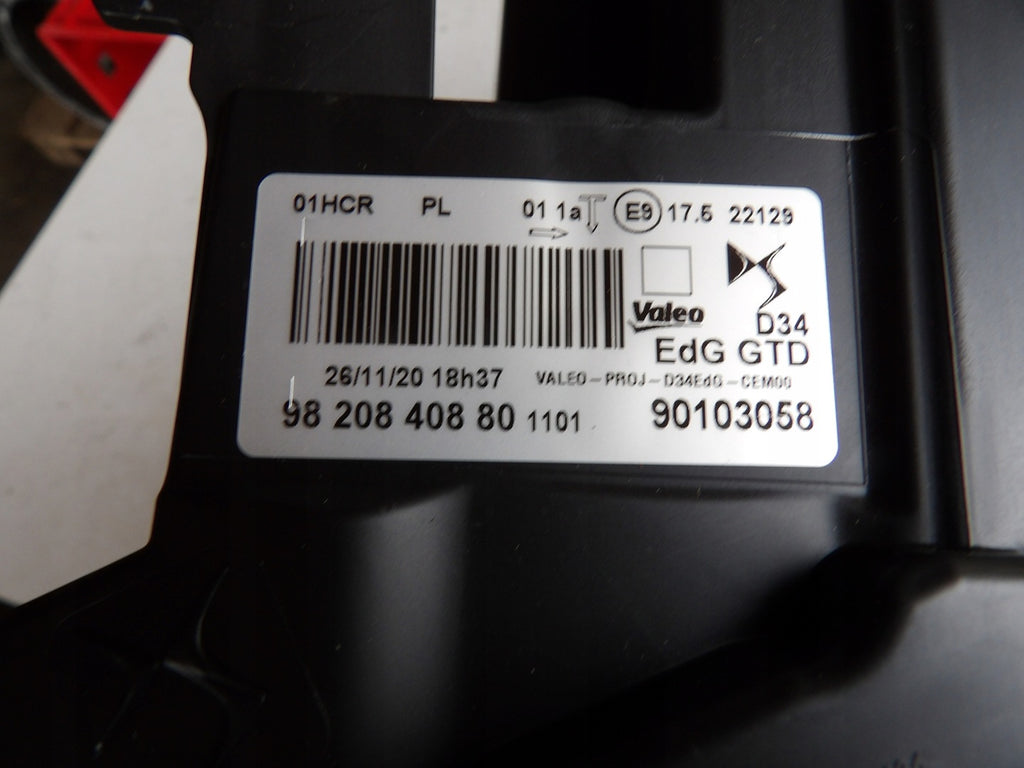 01HCR PL 01 1a E9 17.5 22129
Valeo
D34
EdG GTD
26/11/20 18h37 VALEO-PROJ-D34EdG-CEM00
98 208 408 80 1101 90103058